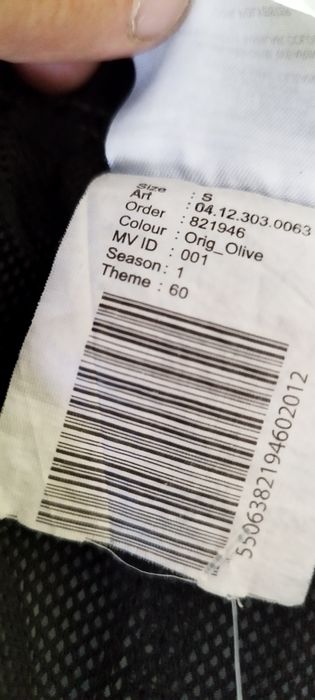 Size : S
Art : 04.12.303.0063
Order : 821946
Colour : Orig_Olive
MV ID : 001
Season : 1
Theme : 60
5506382194602012